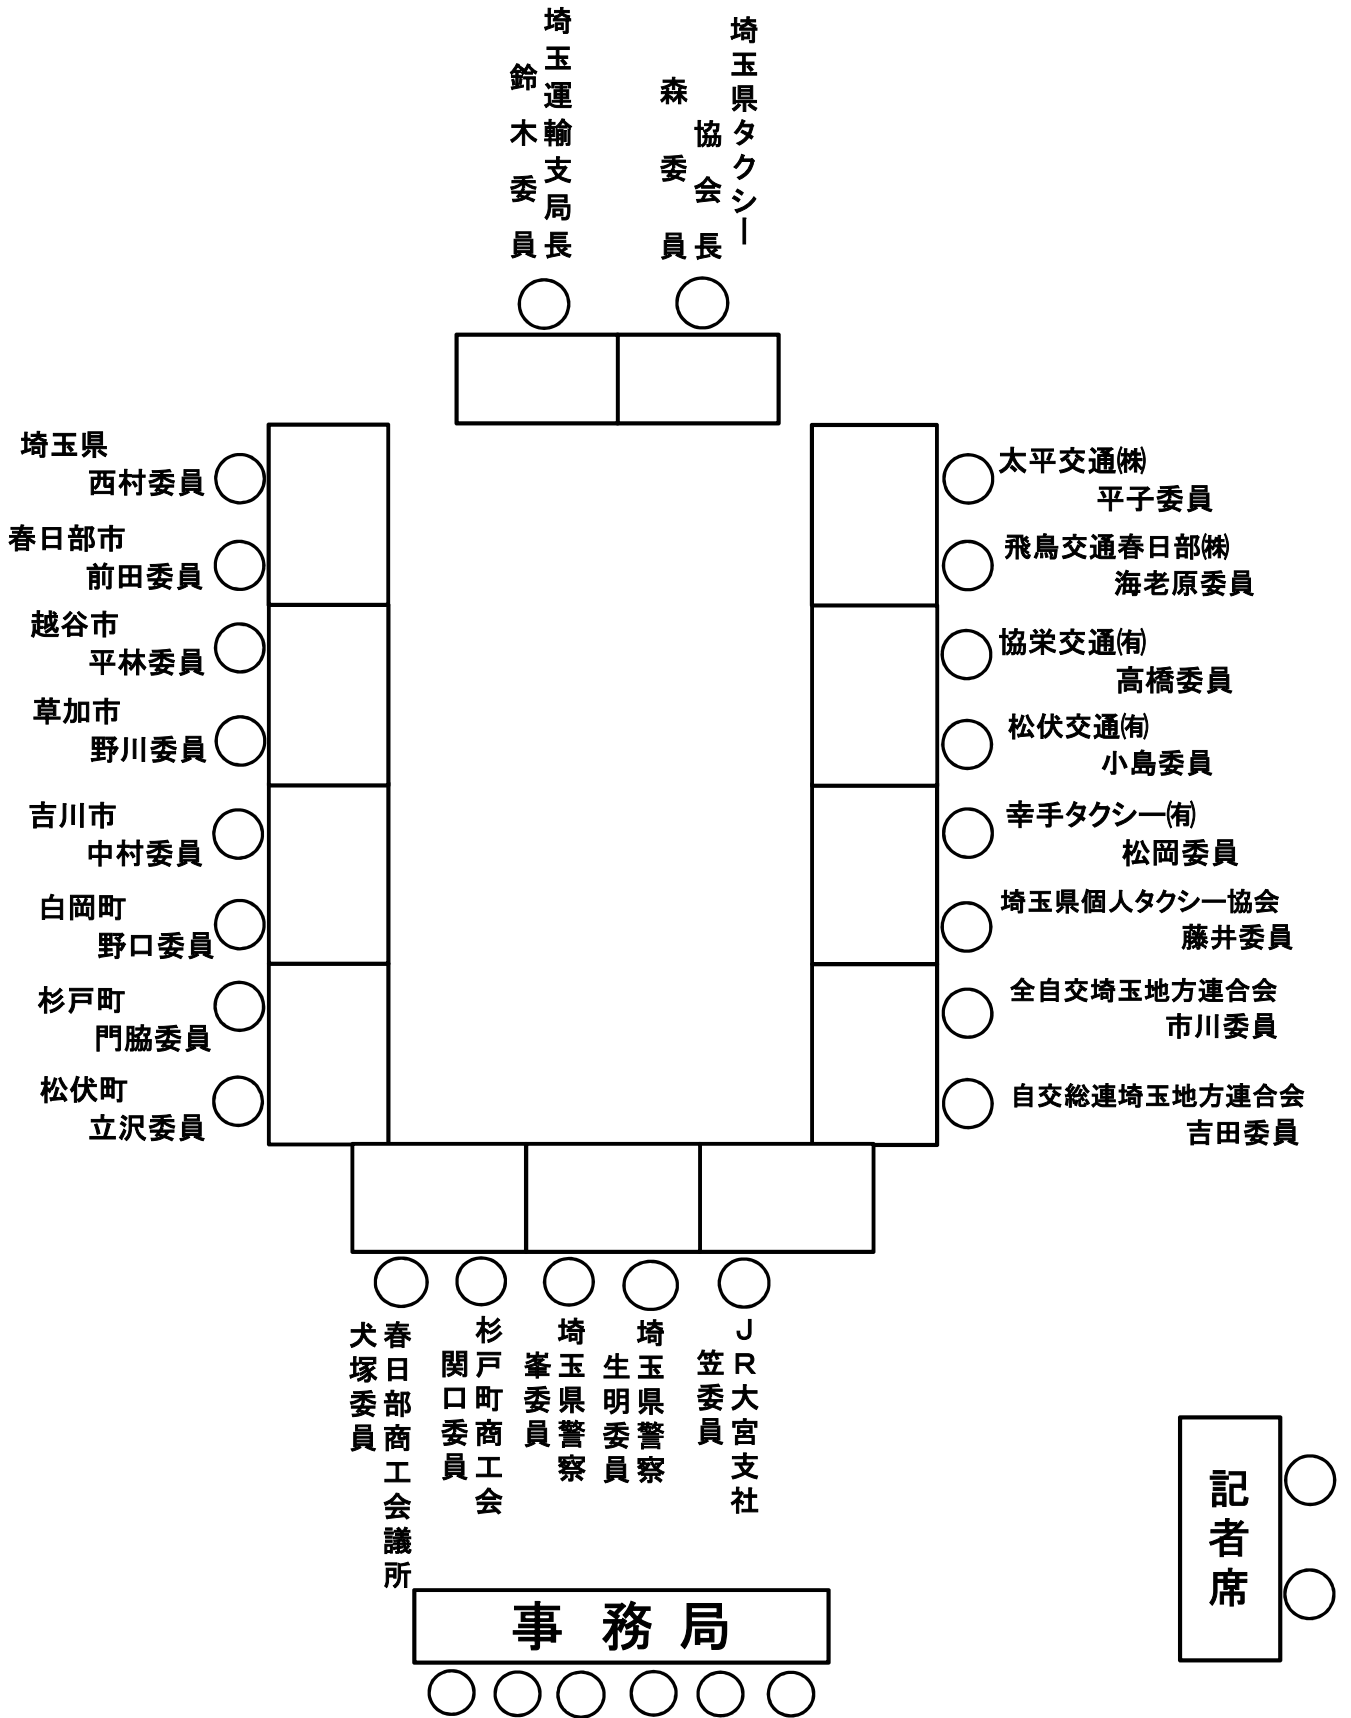 埼玉県タクシー
協会長
森委員
埼玉運輸支局長
鈴木委員
埼玉県
西村委員
春日部市
前田委員
越谷市
平林委員
草加市
野川委員
吉川市
中村委員
白岡町
野口委員
杉戸町
門脇委員
松伏町
立沢委員
太平交通㈱
平子委員
飛鳥交通春日部㈱
海老原委員
協栄交通㈲
高橋委員
松伏交通㈲
小島委員
幸手タクシー㈲
松岡委員
埼玉県個人タクシー協会
藤井委員
全自交埼玉地方連合会
市川委員
自交総連埼玉地方連合会
吉田委員
ＪＲ大宮支社
笠委員
埼玉県警察
生明委員
埼玉県警察
峯委員
杉戸町商工会
関口委員
春日部商工会議所
犬塚委員
記者席
事務局